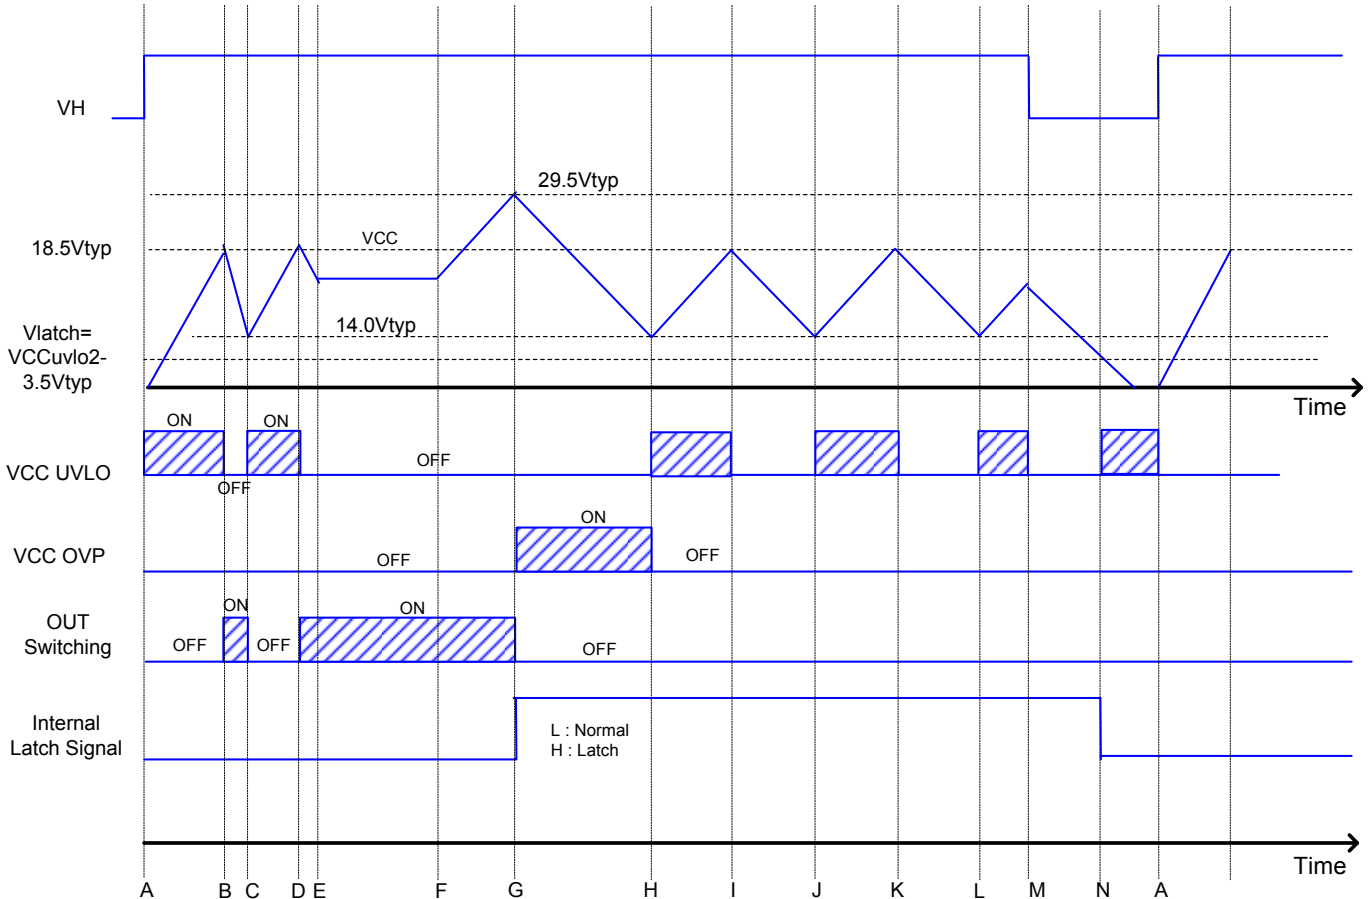 VH
29.5Vtyp
18.5Vtyp
VCC
14.0Vtyp
Vlatch=
VCCuvlo2-
3.5Vtyp
Time
ON
ON
VCC UVLO
OFF
OFF
ON
VCC OVP
OFF
OFF
OUT
Switching
ON
ON
OFF
OFF
OFF
Internal
Latch Signal
L : Normal
H : Latch
Time
A B C D E F G H I J K L M N A